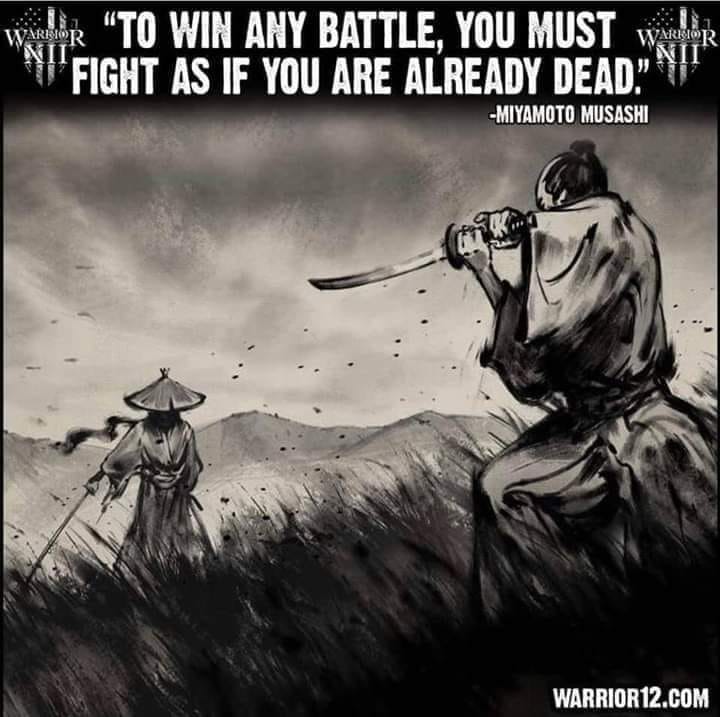 WARRIOR
XII
"TO WIN ANY BATTLE, YOU MUST
FIGHT AS IF YOU ARE ALREADY DEAD."
-MIYAMOTO MUSASHI
WARRIOR
XII
WARRIOR12.COM